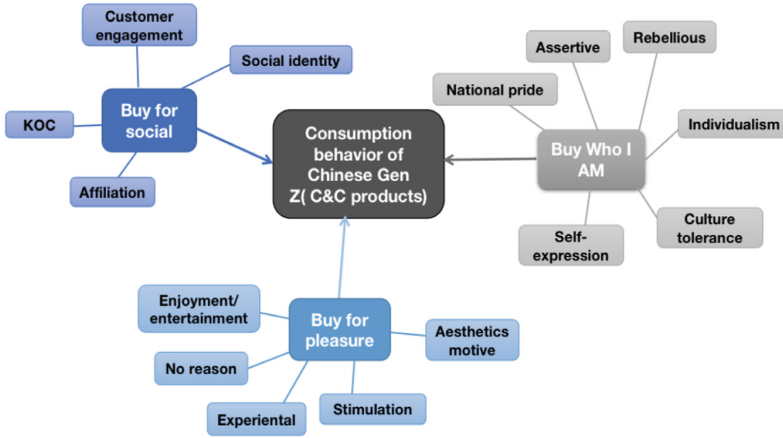 Customer
engagement
Social identity
Buy for
social
KOC
Affiliation
Consumption
behavior of
Chinese Gen
Z( C&C products)
Assertive
Rebellious
National pride
Individualism
Buy Who I
AM
Culture
tolerance
Self-
expression
Enjoyment/
entertainment
Buy for
pleasure
Aesthetics
motive
No reason
Experiental
Stimulation